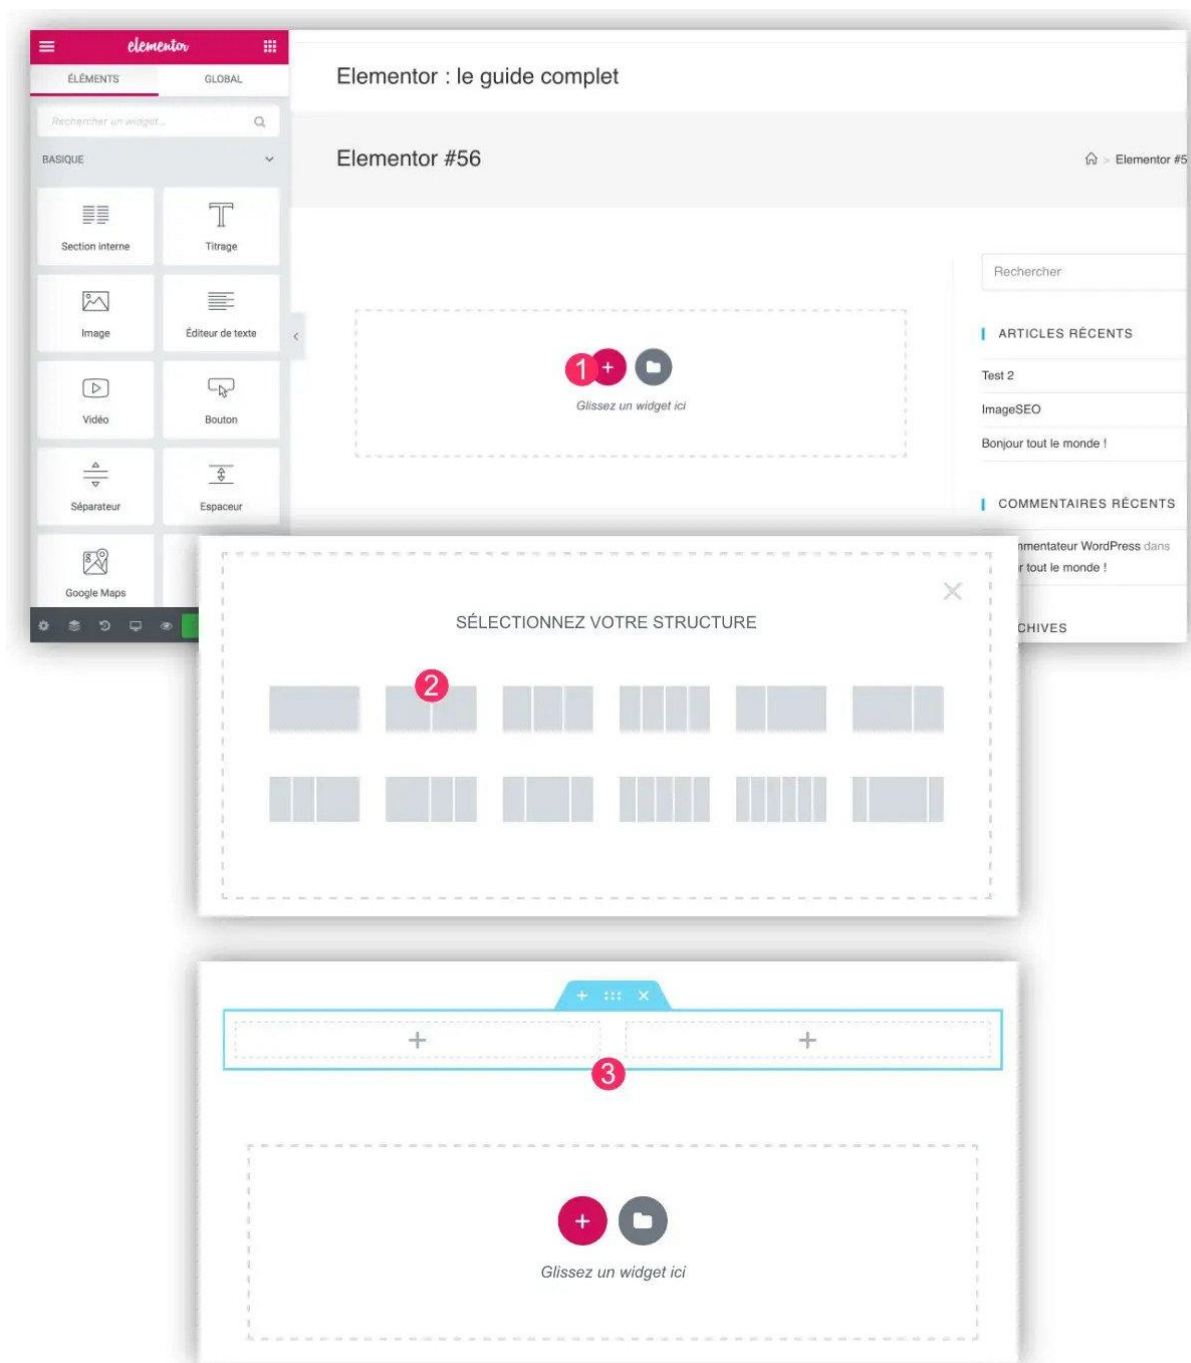 elementor
ÉLÉMENTS
GLOBAL
Rechercher un widget...
BASIQUE
Section interne
Titrage
Image
Éditeur de texte
Vidéo
Bouton
Séparateur
Espaceur
Google Maps
Elementor : le guide complet
Elementor #56
> Elementor #5
1
Glissez un widget ici
Rechercher
ARTICLES RÉCENTS
Test 2
ImageSEO
Bonjour tout le monde !
COMMENTAIRES RÉCENTS
mmentateur WordPress dans
r tout le monde !
CHIVES
SÉLECTIONNEZ VOTRE STRUCTURE
2
3
Glissez un widget ici